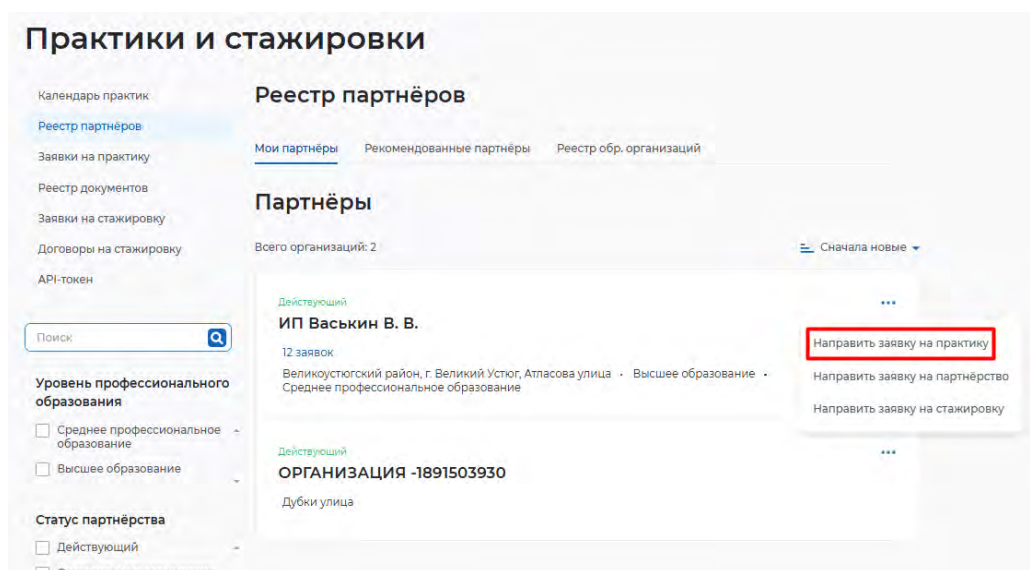 Практики и стажировки
Календарь практик
Реестр партнёров
Заявки на практику
Реестр документов
Заявки на стажировку
Договоры на стажировку
API-токен
Поиск
Уровень профессионального
образования
Среднее профессиональное
образование
Высшее образование
Статус партнёрства
Действующий
Реестр партнёров
Мои партнёры Рекомендованные партнёры Реестр обр. организаций
Партнёры
Всего организаций: 2 Сначала новые
Действующий
ИП Васькин В. В.
12 заявок
Великоустюгский район, г. Великий Устюг, Атласова улица • Высшее образование •
Среднее профессиональное образование
Направить заявку на практику
Направить заявку на партнёрство
Направить заявку на стажировку
Действующий
ОРГАНИЗАЦИЯ -1891503930
Дубки улица